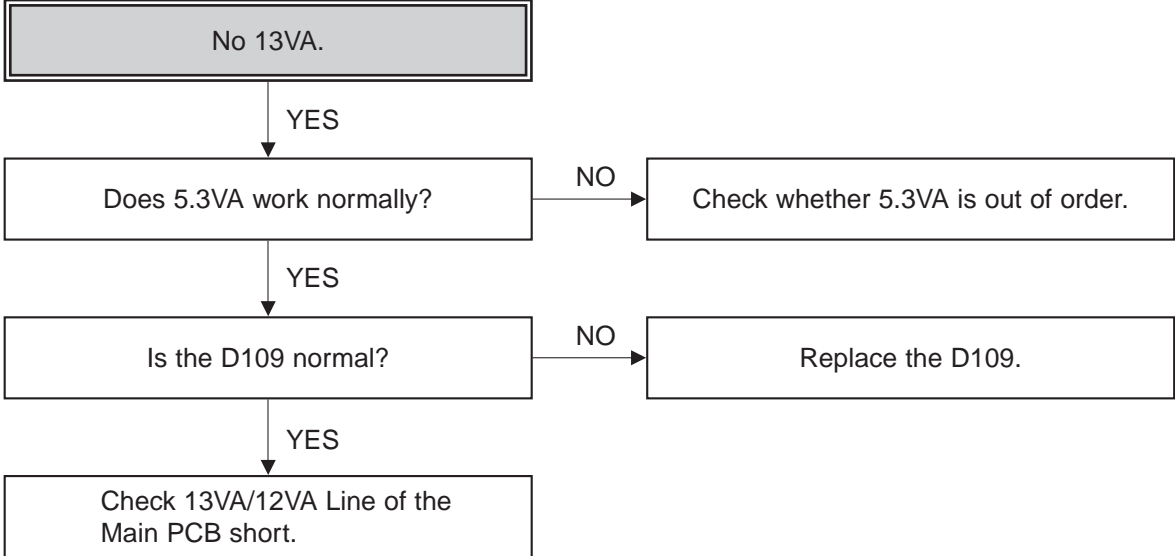 No 13VA.
YES
Does 5.3VA work normally?
NO
Check whether 5.3VA is out of order.
YES
Is the D109 normal?
NO
Replace the D109.
YES
Check 13VA/12VA Line of the
Main PCB short.